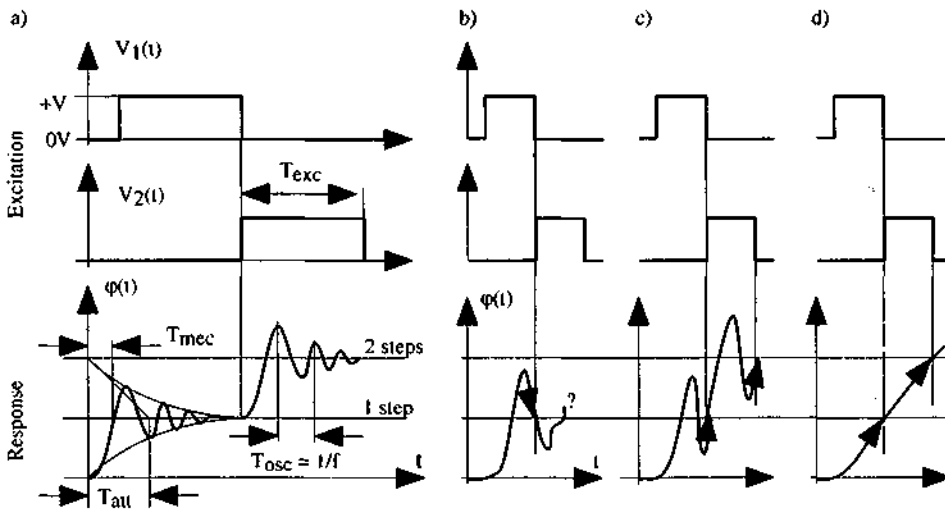 a)
b)
c)
d)
V1(t)
+V
0V
Texc
V2(t)
Excitation
φ(t)
Tmec
2 steps
1 step
Tosc = 1/f
t
Tatt
Response
φ(t)
?
t